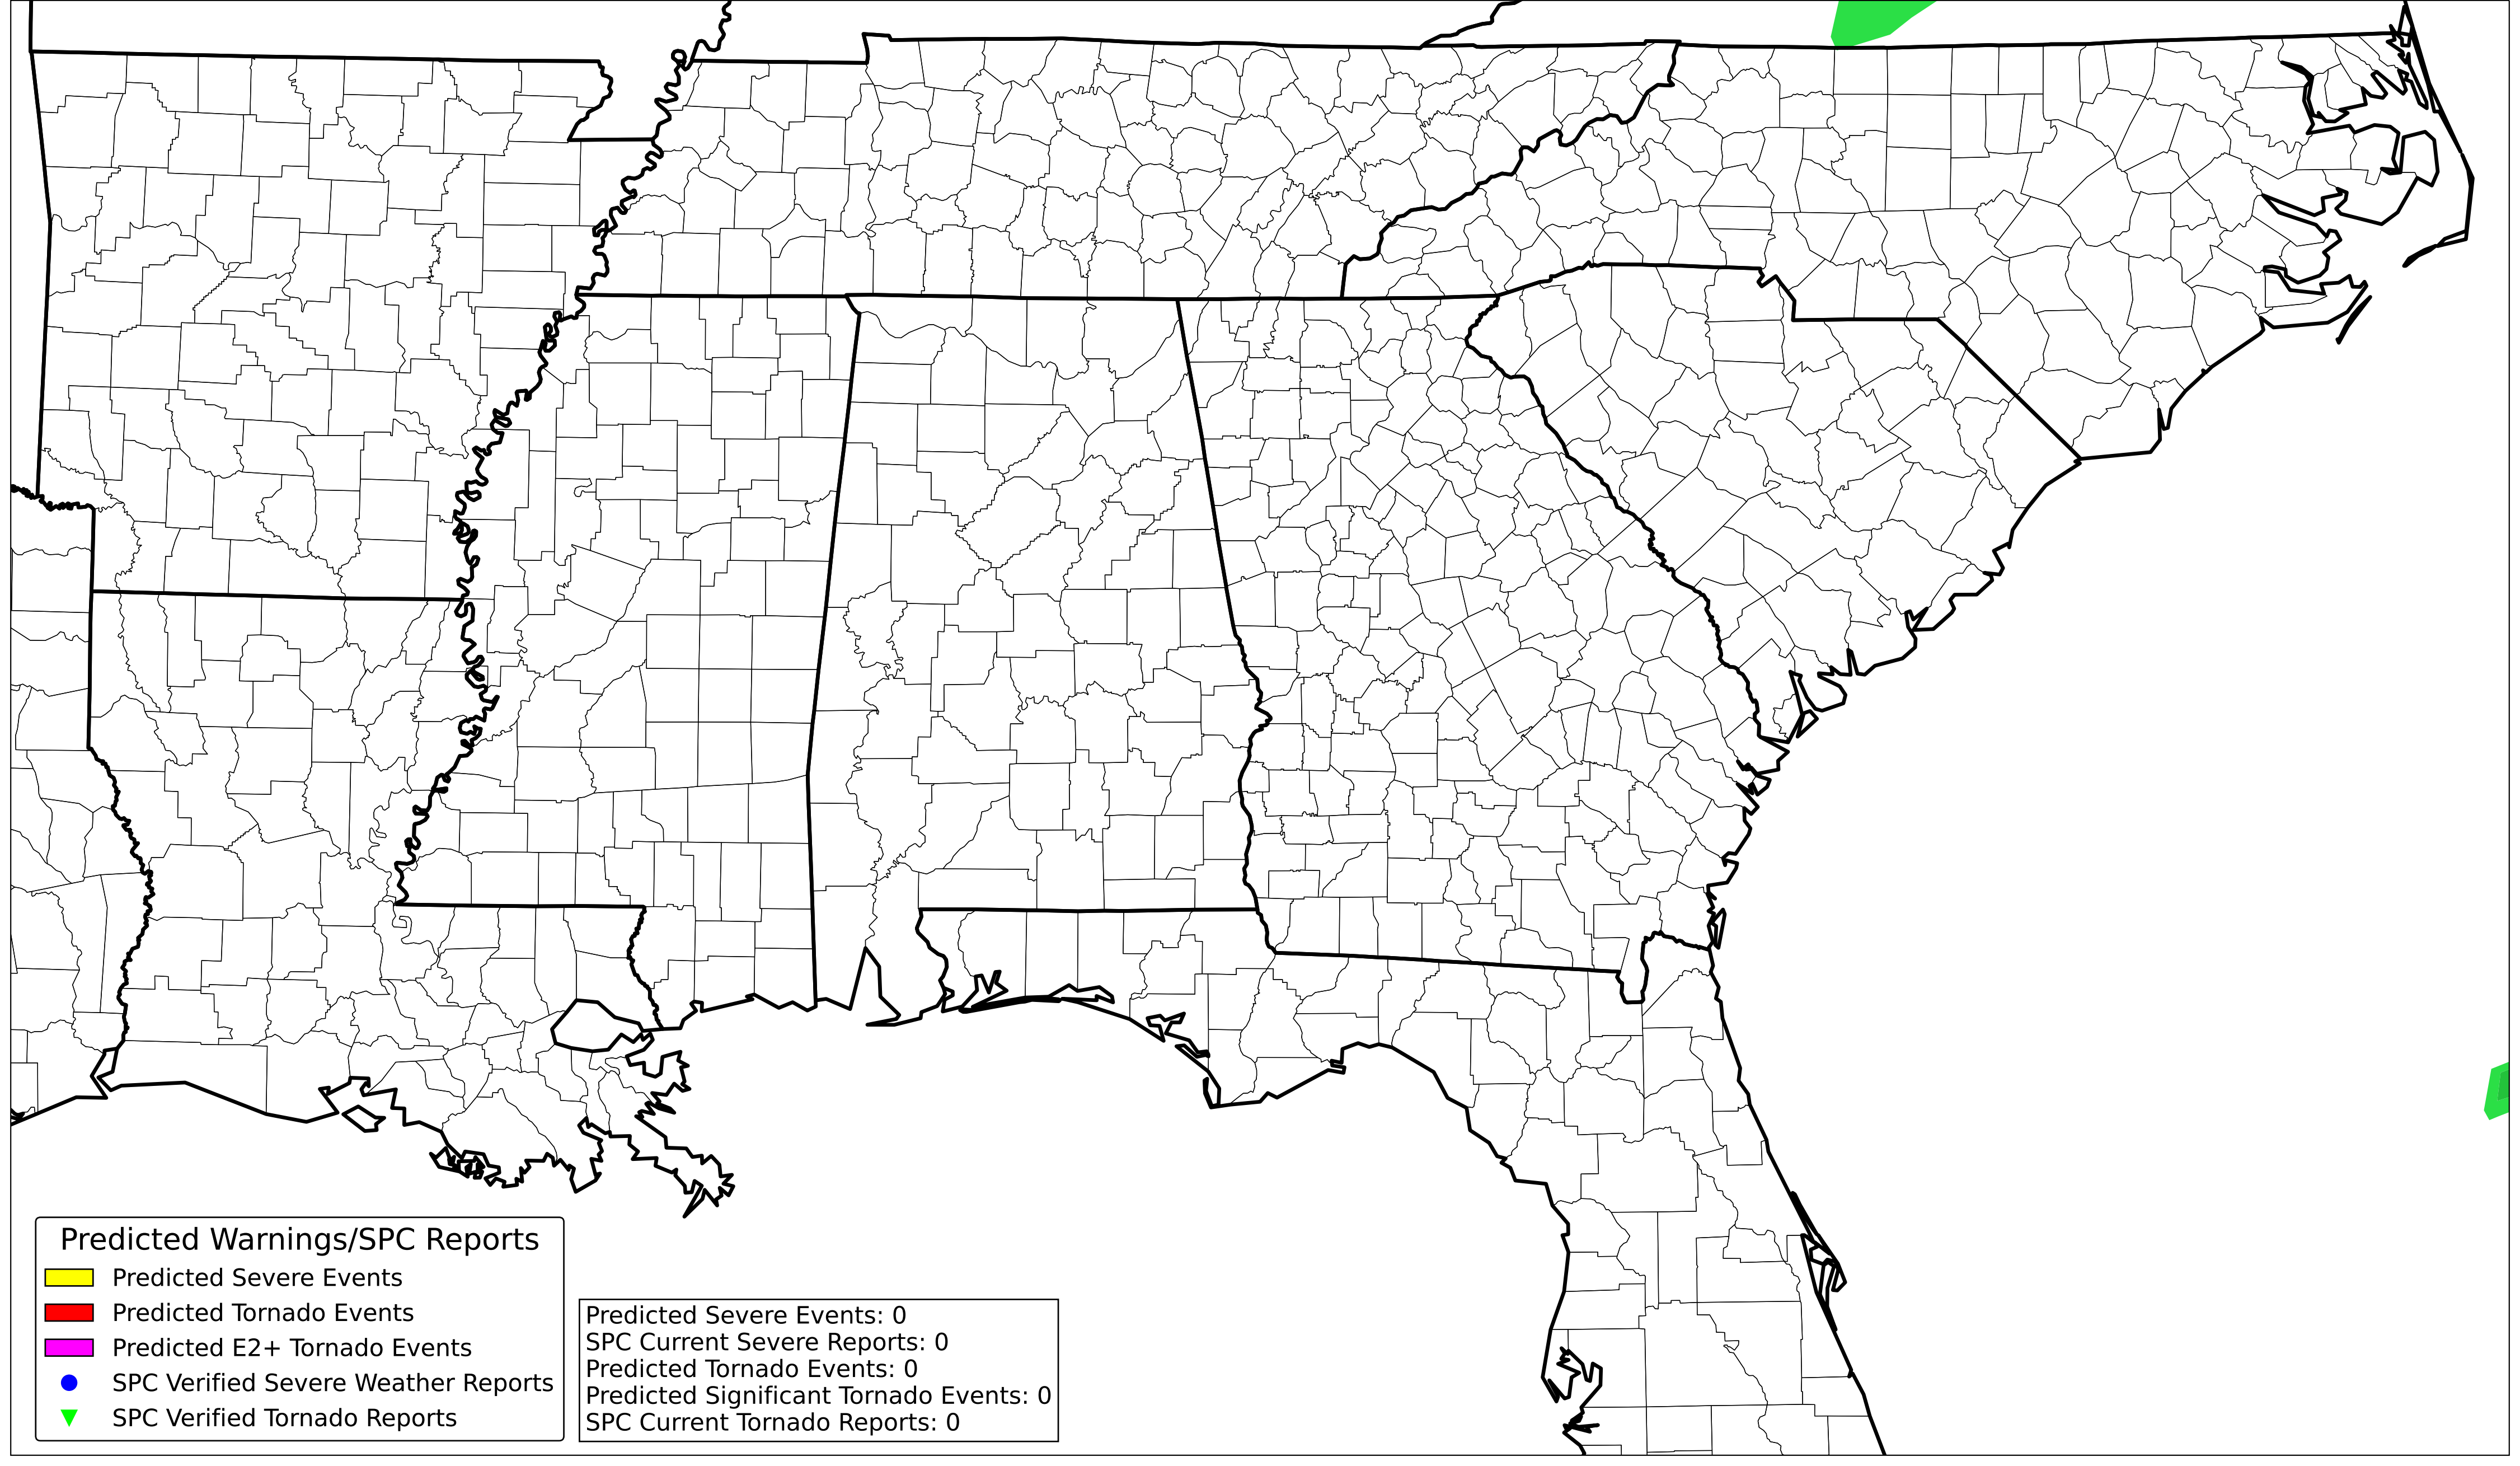 Predicted Warnings/SPC Reports
Predicted Severe Events
Predicted Tornado Events
Predicted E2+ Tornado Events
SPC Verified Severe Weather Reports
SPC Verified Tornado Reports
Predicted Severe Events: 0
SPC Current Severe Reports: 0
Predicted Tornado Events: 0
Predicted Significant Tornado Events: 0
SPC Current Tornado Reports: 0